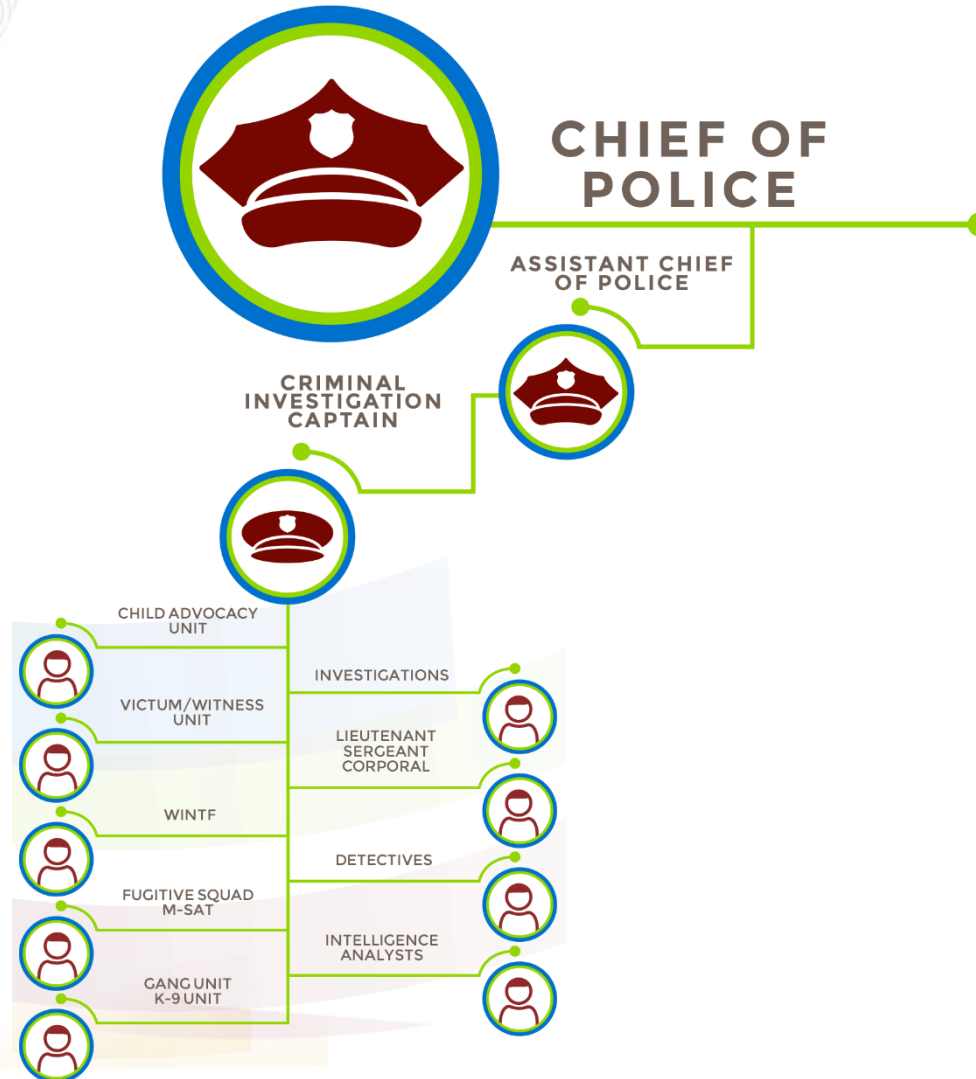 CHIEF OF
POLICE
ASSISTANT CHIEF
OF POLICE
CRIMINAL
INVESTIGATION
CAPTAIN
CHILD ADVOCACY
UNIT
INVESTIGATIONS
VICTUM/WITNESS
UNIT
LIEUTENANT
SERGEANT
CORPORAL
WINTF
DETECTIVES
FUGITIVE SQUAD
M-SAT
INTELLIGENCE
ANALYSTS
GANG UNIT
K-9 UNIT